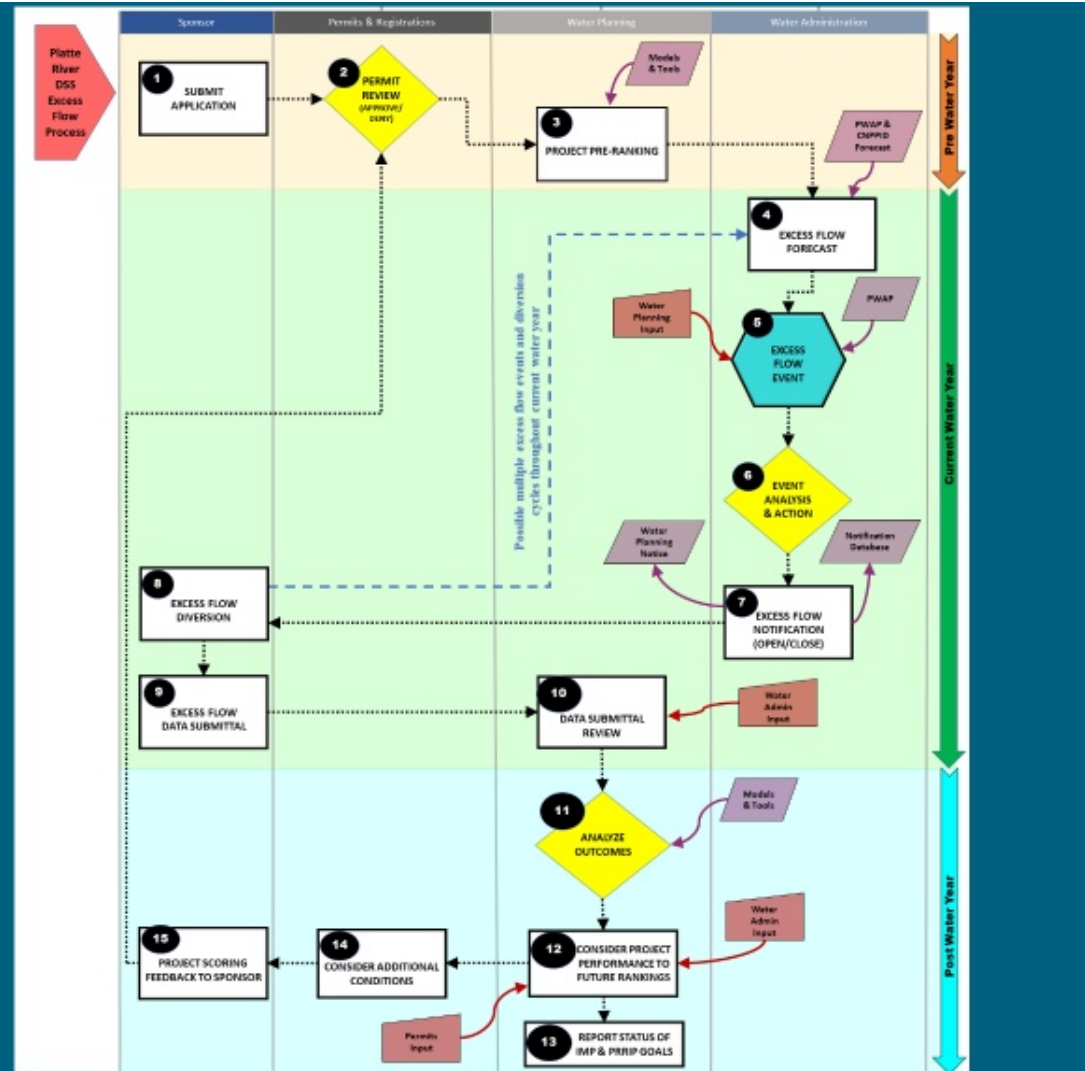 Sponsor
Permits & Registrations
Water Planning
Water Administration
Platte
River
DSS
Excess
Flow
Process
1
SUBMIT
APPLICATION
2
PERMIT
REVIEW
(APPROVE/
DENY)
Models
& Tools
3
PROJECT PRE-RANKING
PWAP &
CNPPID
Forecast
Pre Water Year
4
EXCESS FLOW
FORECAST
Water
Planning
Input
PWAP
5
EXCESS
FLOW
EVENT
Possible multiple excess flow events and diversion
cycles throughout current water year
Current Water Year
6
EVENT
ANALYSIS
& ACTION
Water
Planning
Notice
Notification
Database
7
EXCESS FLOW
NOTIFICATION
(OPEN/CLOSE)
8
EXCESS FLOW
DIVERSION
9
EXCESS FLOW
DATA SUBMITTAL
10
DATA SUBMITTAL
REVIEW
Water
Admin
Input
11
ANALYZE
OUTCOMES
Models
& Tools
Water
Admin
Input
Post Water Year
12
CONSIDER PROJECT
PERFORMANCE TO
FUTURE RANKINGS
14
CONSIDER ADDITIONAL
CONDITIONS
15
PROJECT SCORING
FEEDBACK TO SPONSOR
Permits
Input
13
REPORT STATUS OF
IMP & PRRIP GOALS